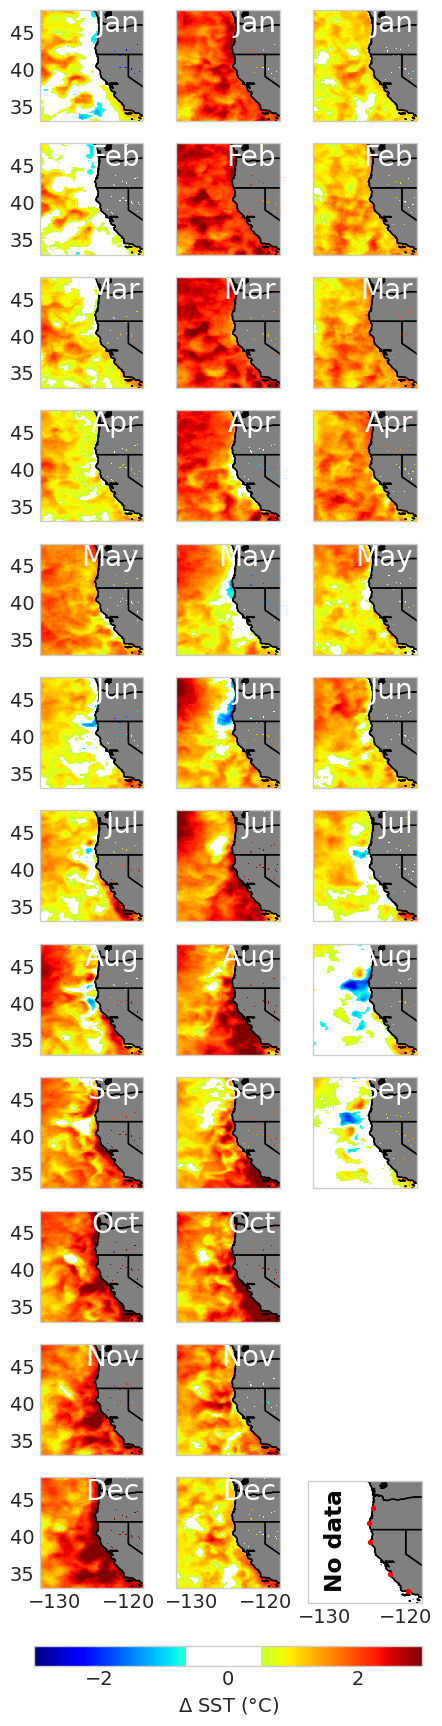 Jan Jan Jan
45
40
35
Feb Feb Feb
45
40
35
Mar Mar Mar
45
40
35
Apr Apr Apr
45
40
35
May May May
45
40
35
Jun Jun Jun
45
40
35
Jul Jul Jul
45
40
35
Aug Aug Aug
45
40
35
Sep Sep Sep
45
40
35
Oct Oct
45
40
35
Nov Nov
45
40
35
Dec Dec
45
40
35
No data
−130 −120 −130 −120 −130 −120
−2 0 2
Δ SST (°C)